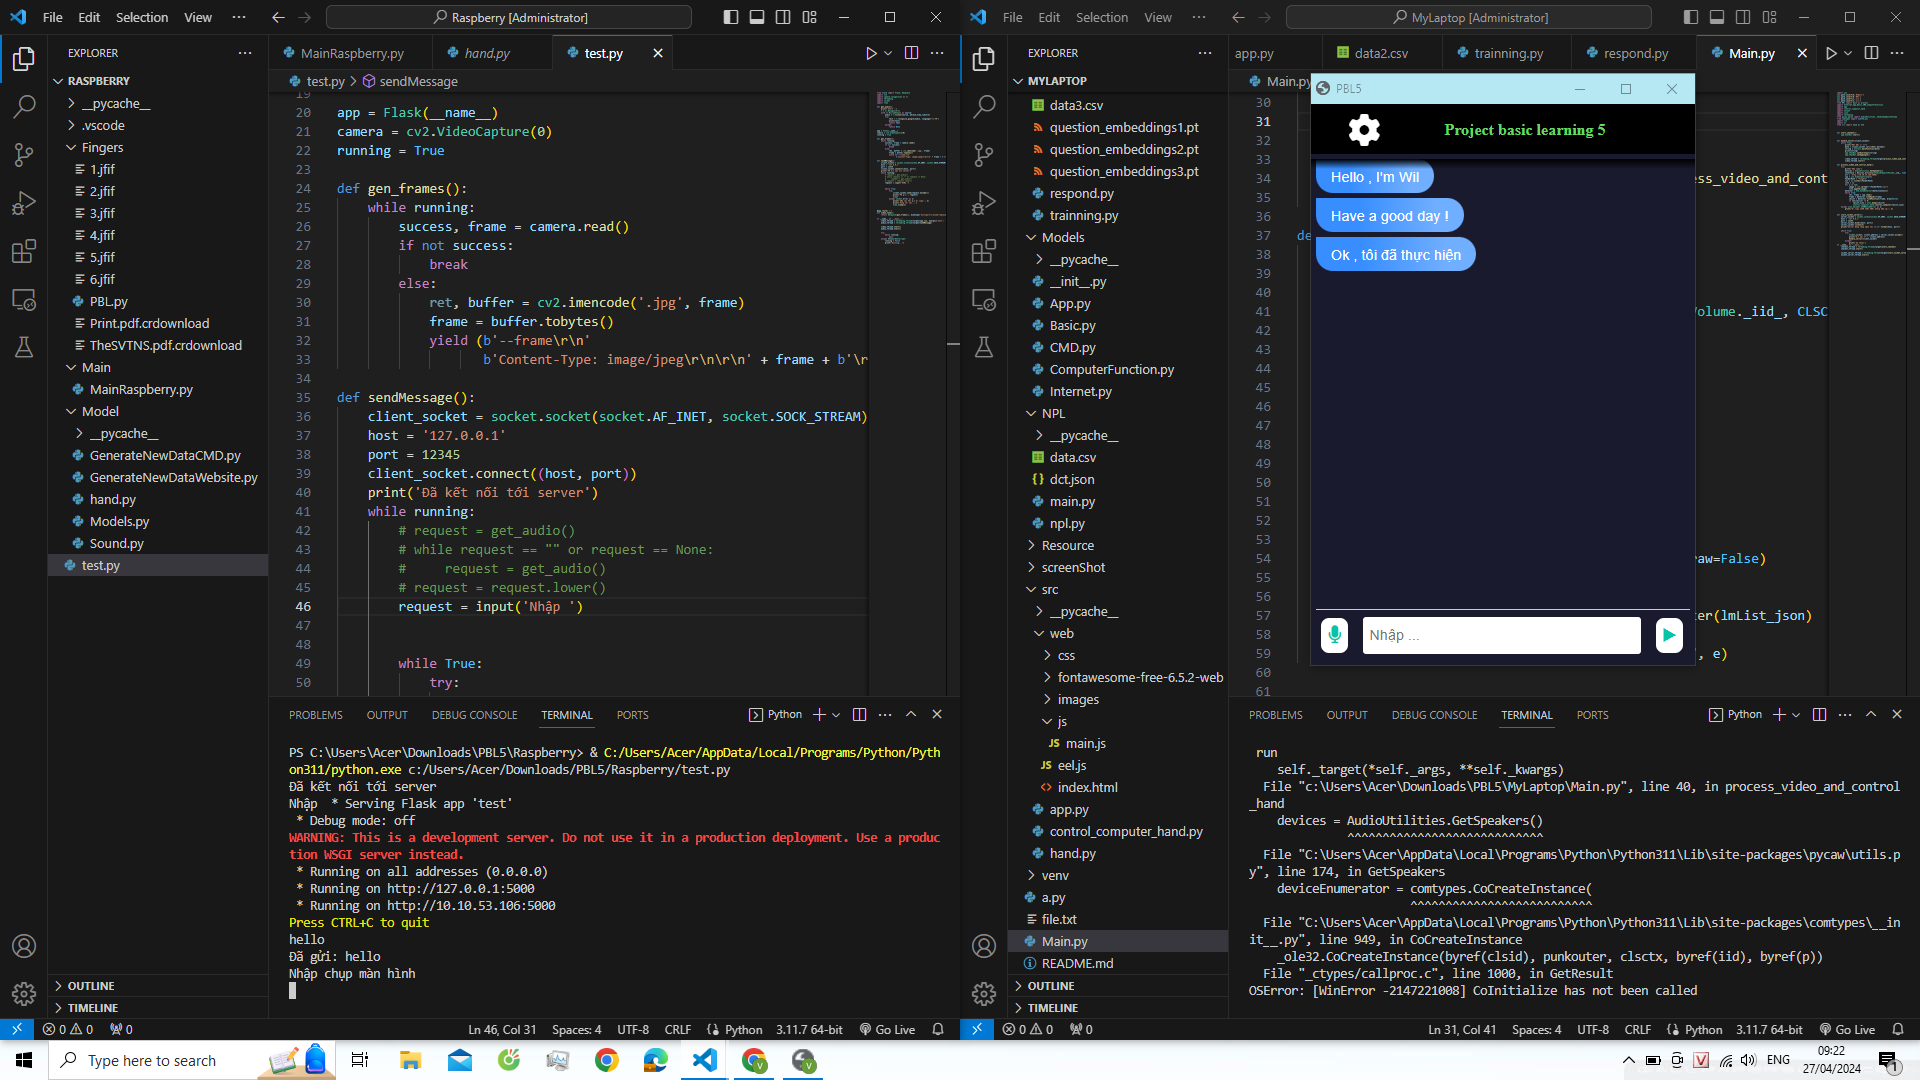 File Edit Selection View ··· Raspberry [Administrator]
EXPLORER
RASPBERRY
__pycache__
.vscode
Fingers
1.jfif
2.jfif
3.jfif
4.jfif
5.jfif
6.jfif
PBL.py
Print.pdf.crdownload
TheSVTNS.pdf.crdownload
Main
MainRaspberry.py
Model
__pycache__
GenerateNewDataCMD.py
GenerateNewDataWebsite.py
hand.py
Models.py
Sound.py
test.py
OUTLINE
TIMELINE
MainRaspberry.py hand.py test.py
test.py > sendMessage
19
20 app = Flask(__name__)
21 camera = cv2.VideoCapture(0)
22 running = True
23
24 def gen_frames():
25 while running:
26 success, frame = camera.read()
27 if not success:
28 break
29 else:
30 ret, buffer = cv2.imencode('.jpg', frame)
31 frame = buffer.tobytes()
32 yield (b'--frame\r\n'
33 b'Content-Type: image/jpeg\r\n\r\n' + frame + b'\r
34
35 def sendMessage():
36 client_socket = socket.socket(socket.AF_INET, socket.SOCK_STREAM)
37 host = '127.0.0.1'
38 port = 12345
39 client_socket.connect((host, port))
40 print('Đã kết nối tới server')
41 while running:
42 # request = get_audio()
43 # while request == "" or request == None:
44 # request = get_audio()
45 # request = request.lower()
46 request = input('Nhập ')
47
48
49 while True:
50 try:
PROBLEMS OUTPUT DEBUG CONSOLE TERMINAL PORTS Python
PS C:\Users\Acer\Downloads\PBL5\Raspberry> & C:/Users/Acer/AppData/Local/Programs/Python/Pyth
on311/python.exe c:/Users/Acer/Downloads/PBL5/Raspberry/test.py
Đã kết nối tới server
Nhập * Serving Flask app 'test'
* Debug mode: off
WARNING: This is a development server. Do not use it in a production deployment. Use a produc
tion WSGI server instead.
* Running on all addresses (0.0.0.0)
* Running on http://127.0.0.1:5000
* Running on http://10.10.53.106:5000
Press CTRL+C to quit
hello
Đã gửi: hello
Nhập chụp màn hình
0 0 0 Ln 46, Col 31 Spaces: 4 UTF-8 CRLF Python 3.11.7 64-bit Go Live
File Edit Selection View ··· MyLaptop [Administrator]
EXPLORER
MYLAPTOP
data3.csv
question_embeddings1.pt
question_embeddings2.pt
question_embeddings3.pt
respond.py
trainning.py
Models
__pycache__
__init__.py
App.py
Basic.py
CMD.py
ComputerFunction.py
Internet.py
NPL
__pycache__
data.csv
dct.json
main.py
npl.py
Resource
screenShot
src
__pycache__
web
css
fontawesome-free-6.5.2-web
images
js
main.js
eel.js
index.html
app.py
control_computer_hand.py
hand.py
venv
a.py
file.txt
Main.py
README.md
OUTLINE
TIMELINE
app.py data2.csv trainning.py respond.py Main.py
Main.py
30
31
32
33
34 ess_video_and_cont
35
36
37 de
38
39
40
41 olume._iid_, CLSC
42
43
44
45
46
47
48
49
50
51
52
53
54 raw=False)
55
56
57 ter(lmList_json)
58
59 , e)
60
61
PBL5
Project basic learning 5
Hello , I'm Wil
Have a good day !
Ok , tôi đã thực hiện
Nhập ...
PROBLEMS OUTPUT DEBUG CONSOLE TERMINAL PORTS Python
run
self._target(*self._args, **self._kwargs)
File "c:\Users\Acer\Downloads\PBL5\MyLaptop\Main.py", line 40, in process_video_and_control
_hand
devices = AudioUtilities.GetSpeakers()
^^^^^^^^^^^^^^^^^^^^^^^^^^^^
File "C:\Users\Acer\AppData\Local\Programs\Python\Python311\Lib\site-packages\pycaw\utils.p
y", line 174, in GetSpeakers
deviceEnumerator = comtypes.CoCreateInstance(
^^^^^^^^^^^^^^^^^^^^^^^^^^
File "C:\Users\Acer\AppData\Local\Programs\Python\Python311\Lib\site-packages\comtypes\__in
it__.py", line 949, in CoCreateInstance
_ole32.CoCreateInstance(byref(clsid), punkouter, clsctx, byref(iid), byref(p))
File "_ctypes/callproc.c", line 1000, in GetResult
OSError: [WinError -2147221008] CoInitialize has not been called
0 0 0 Ln 31, Col 41 Spaces: 4 UTF-8 CRLF Python 3.11.7 64-bit Go Live
Type here to search
ENG
09:22
27/04/2024
1